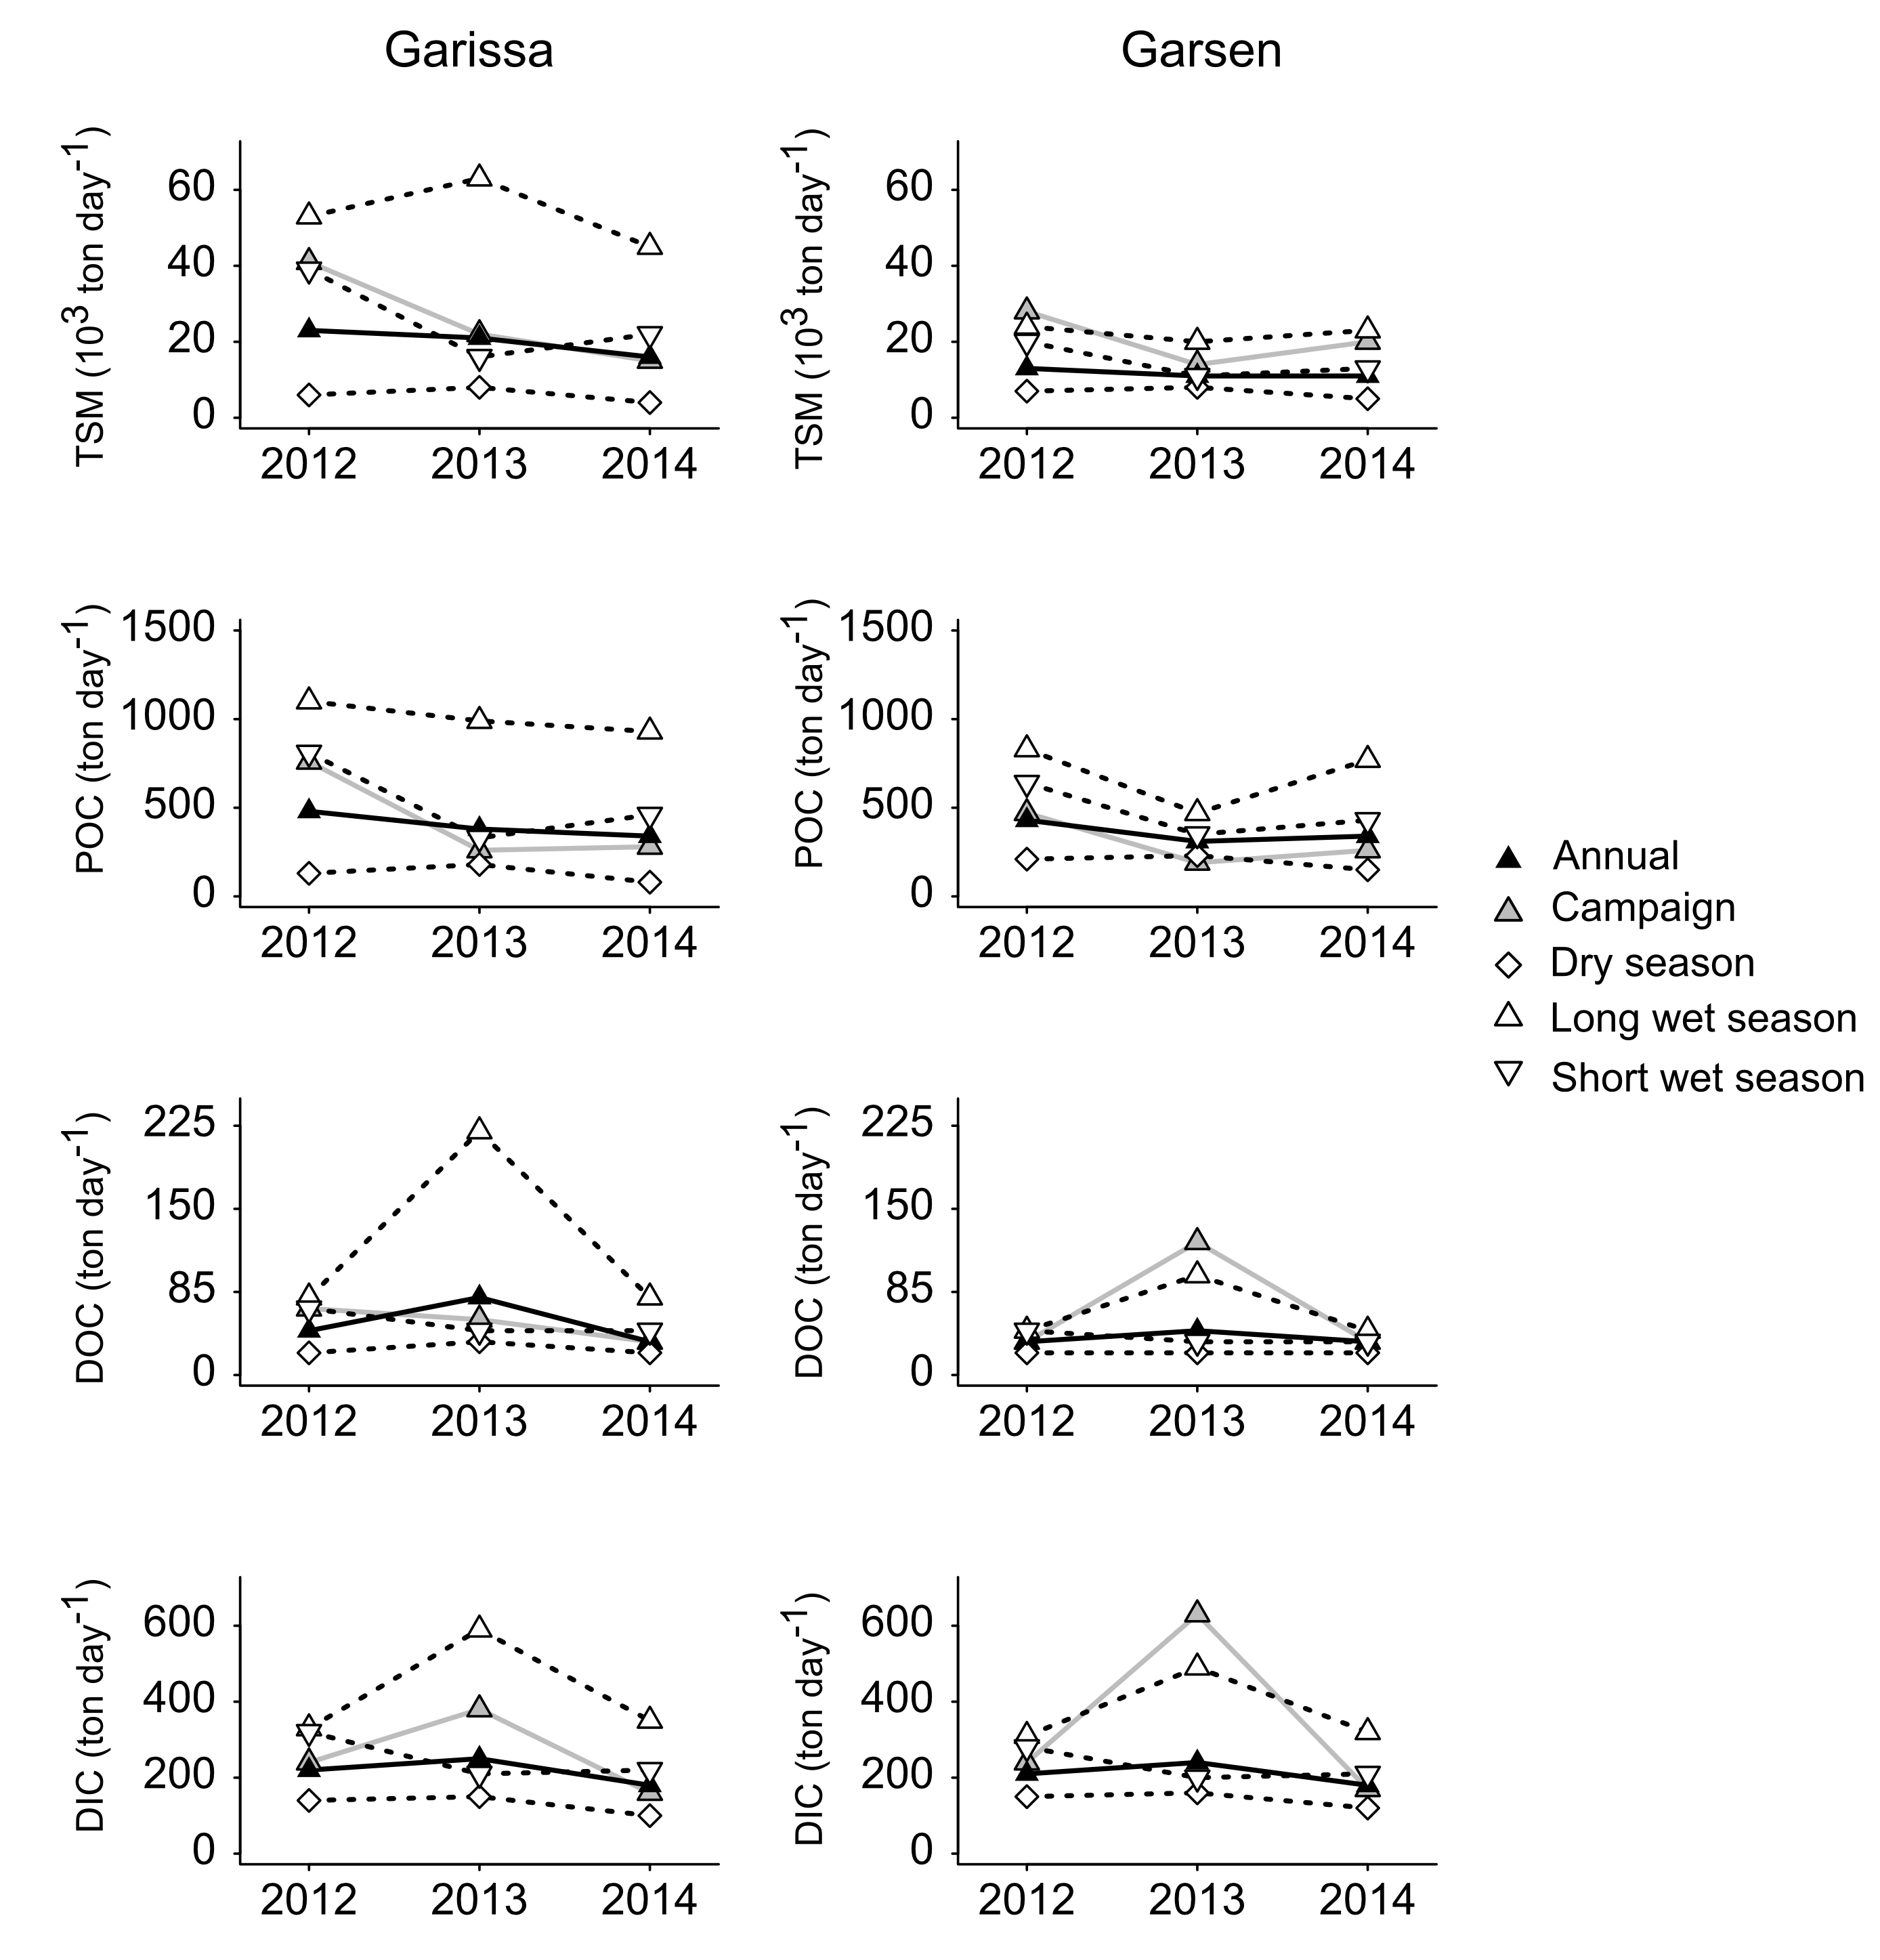 Garissa
Garsen
TSM (10³ ton day⁻¹)
60
40
20
0
2012 2013 2014
TSM (10³ ton day⁻¹)
60
40
20
0
2012 2013 2014
POC (ton day⁻¹)
1500
1000
500
0
2012 2013 2014
POC (ton day⁻¹)
1500
1000
500
0
2012 2013 2014
Annual
Campaign
Dry season
Long wet season
Short wet season
DOC (ton day⁻¹)
225
150
85
0
2012 2013 2014
DOC (ton day⁻¹)
225
150
85
0
2012 2013 2014
DIC (ton day⁻¹)
600
400
200
0
2012 2013 2014
DIC (ton day⁻¹)
600
400
200
0
2012 2013 2014